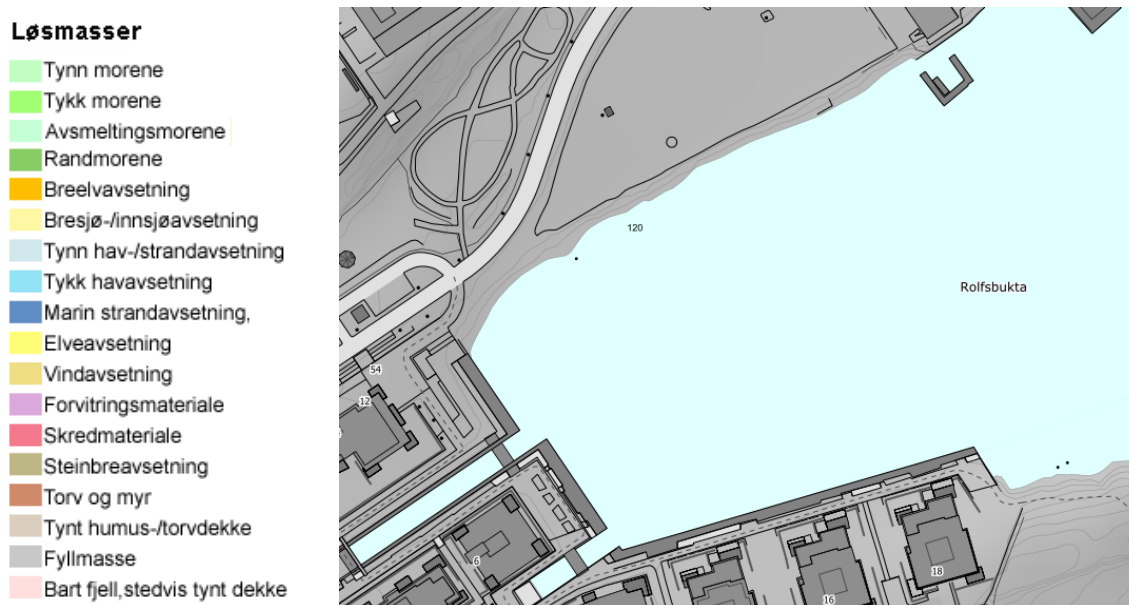 Løsmasser
Tynn morene
Tykk morene
Avsmeltingsmorene
Randmorene
Breelvavsetning
Bresjø-/innsjøavsetning
Tynn hav-/strandavsetning
Tykk havavsetning
Marin strandavsetning,
Elveavsetning
Vindavsetning
Forvitringsmateriale
Skredmateriale
Steinbreavsetning
Torv og myr
Tynt humus-/torvdekke
Fyllmasse
Bart fjell,stedvis tynt dekke
120
Rolfsbukta
54
12
6
18
16